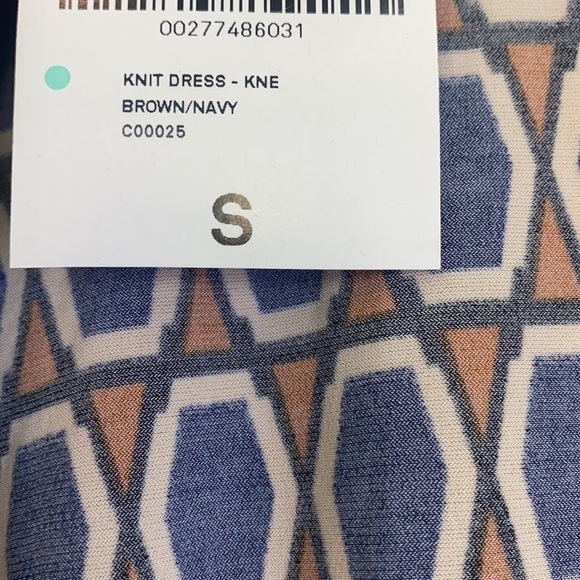 00277486031
KNIT DRESS - KNE
BROWN/NAVY
C00025
S